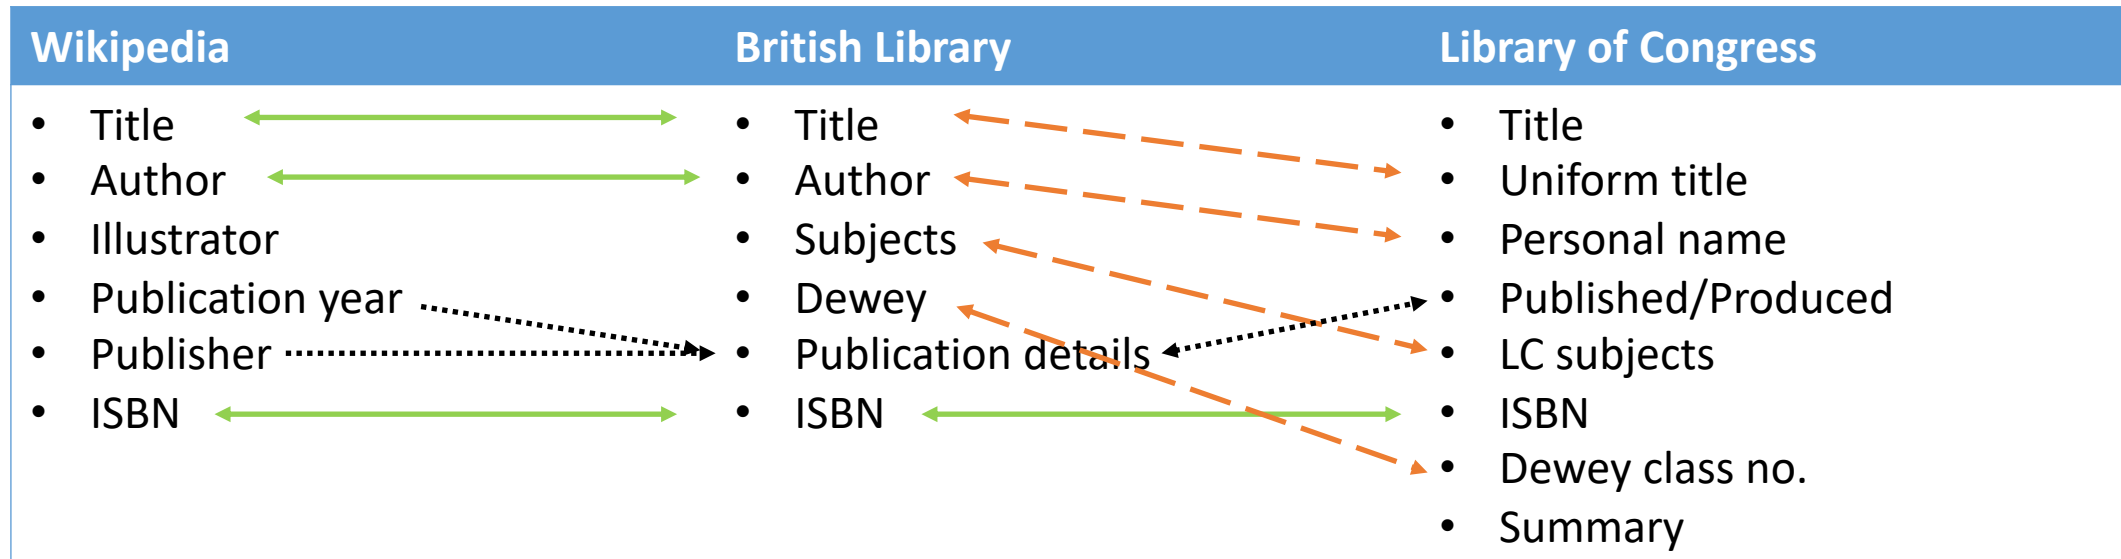 Wikipedia
British Library
Library of Congress
• Title
• Author
• Illustrator
• Publication year
• Publisher
• ISBN
• Title
• Author
• Subjects
• Dewey
• Publication details
• ISBN
• Title
• Uniform title
• Personal name
• Published/Produced
• LC subjects
• ISBN
• Dewey class no.
• Summary